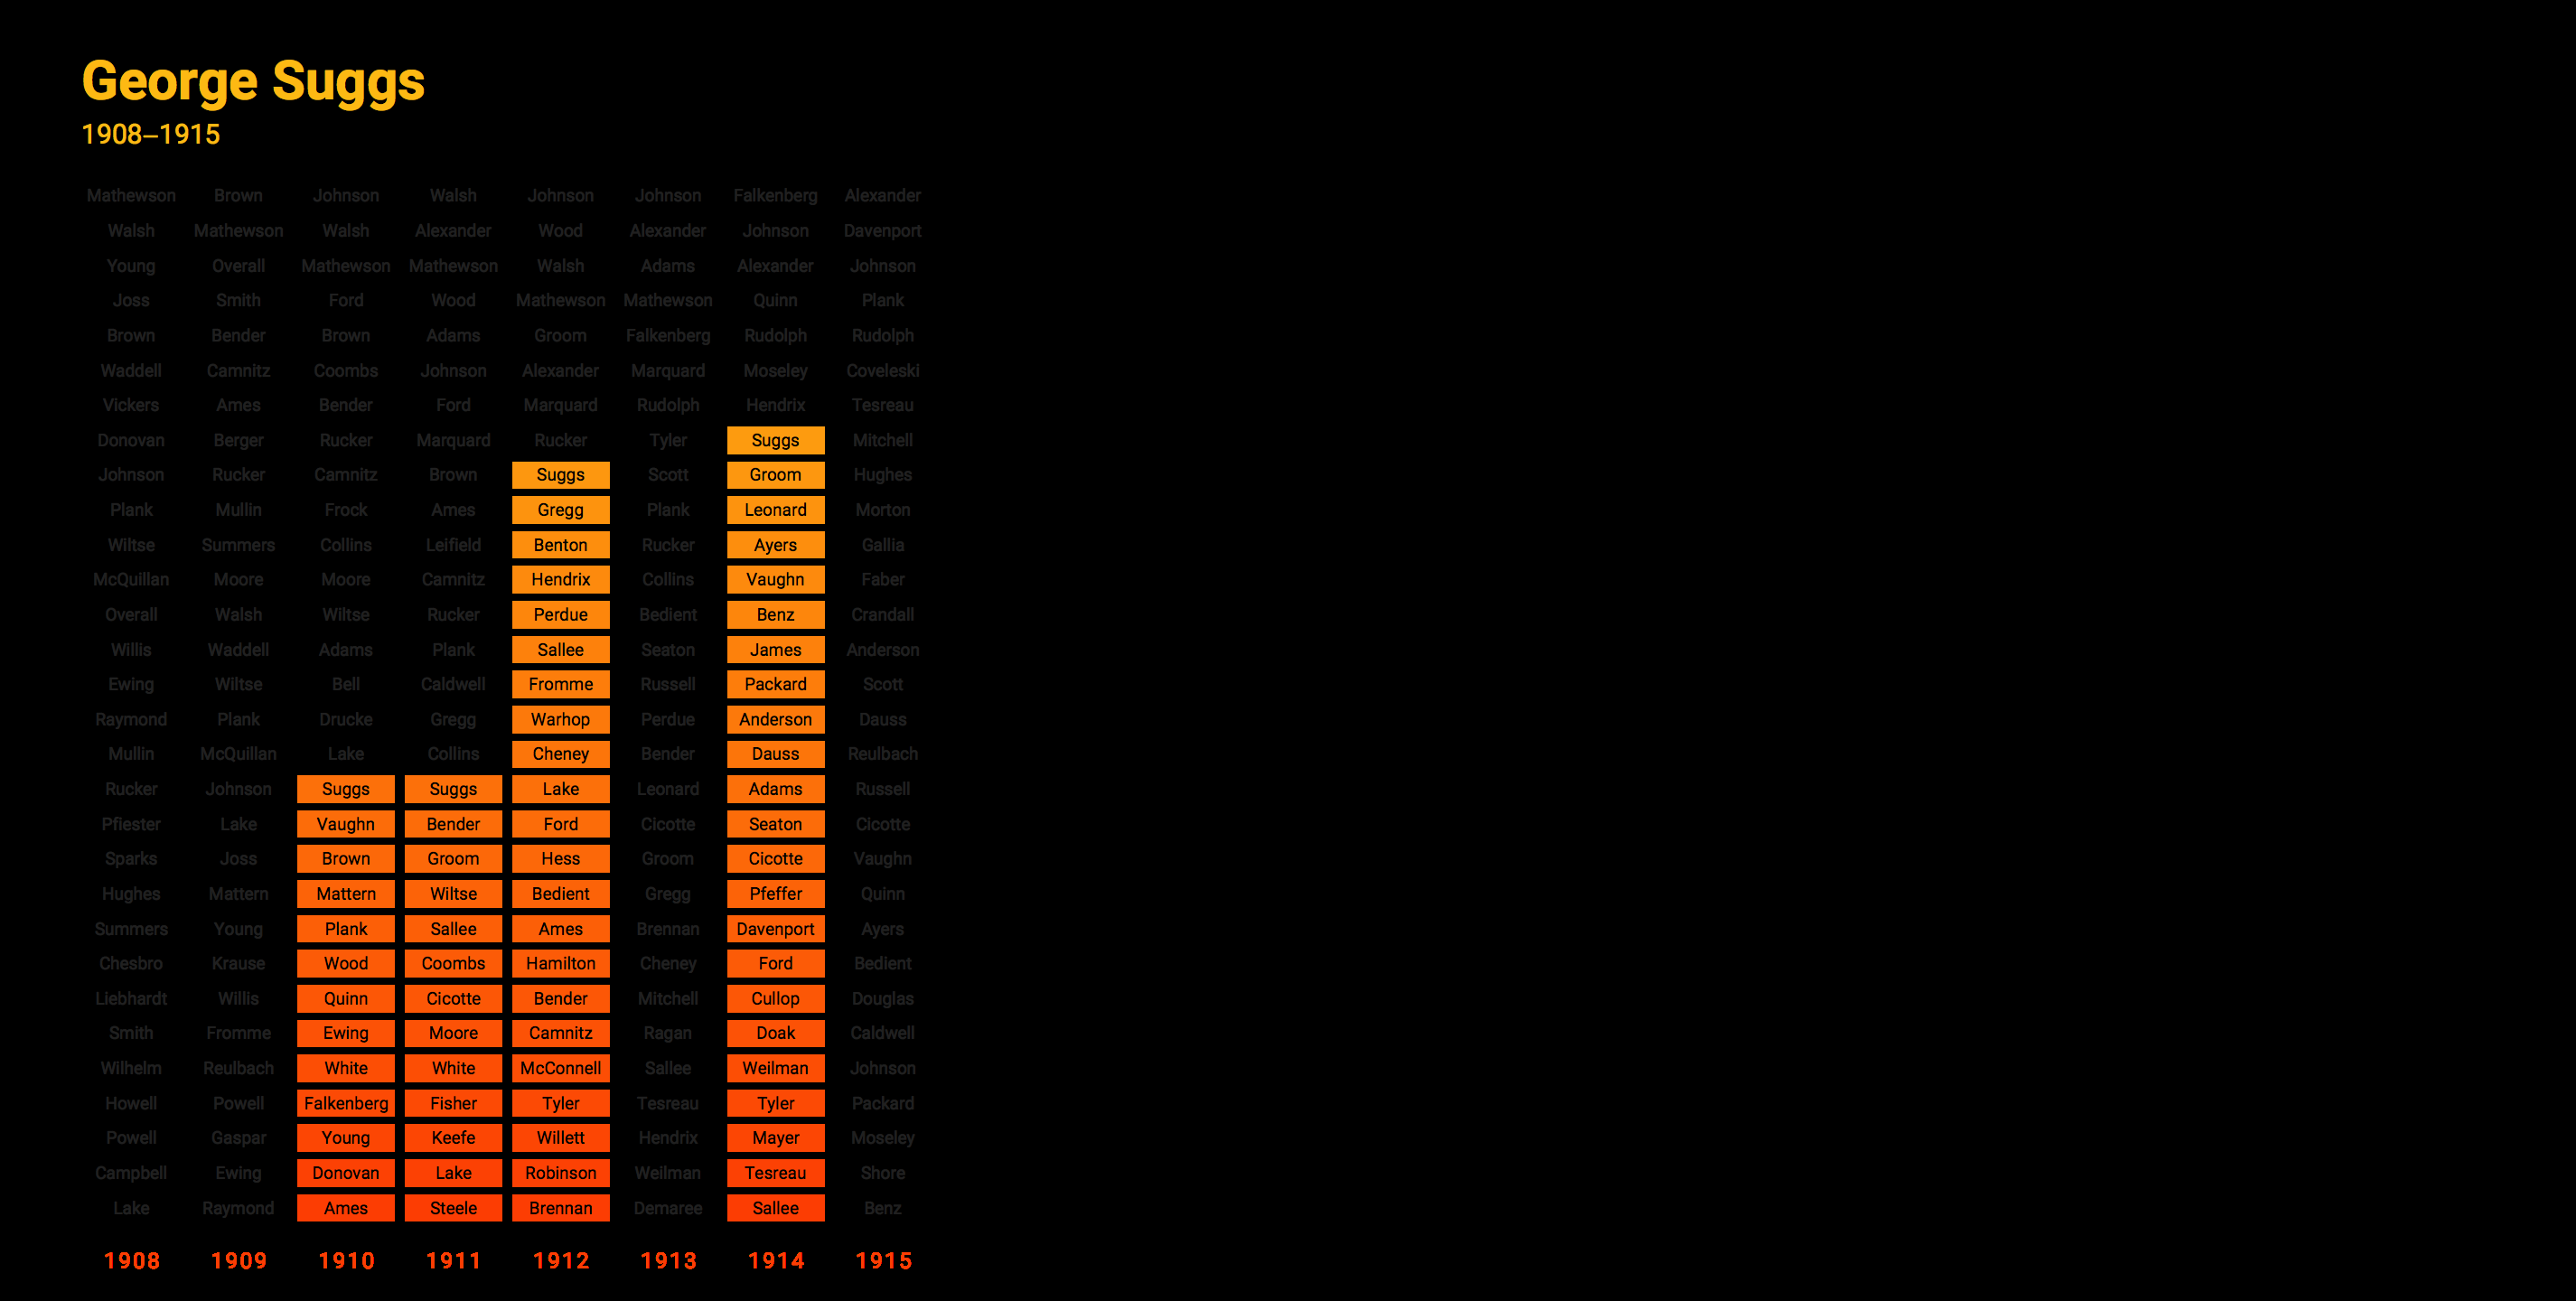 George Suggs
1908–1915
Mathewson Brown Johnson Walsh Johnson Johnson Falkenberg Alexander
Walsh Mathewson Walsh Alexander Wood Alexander Johnson Davenport
Young Overall Mathewson Mathewson Walsh Adams Alexander Johnson
Joss Smith Ford Wood Mathewson Mathewson Quinn Plank
Brown Bender Brown Adams Groom Falkenberg Rudolph Rudolph
Waddell Camnitz Coombs Johnson Alexander Marquard Moseley Coveleski
Vickers Ames Bender Ford Marquard Rudolph Hendrix Tesreau
Donovan Berger Rucker Marquard Rucker Tyler Suggs Mitchell
Johnson Rucker Camnitz Brown Suggs Scott Groom Hughes
Plank Mullin Frock Ames Gregg Plank Leonard Morton
Wiltse Summers Collins Leifield Benton Rucker Ayers Gallia
McQuillan Moore Moore Camnitz Hendrix Collins Vaughn Faber
Overall Walsh Wiltse Rucker Perdue Bedient Benz Crandall
Willis Waddell Adams Plank Sallee Seaton James Anderson
Ewing Wiltse Bell Caldwell Fromme Russell Packard Scott
Raymond Plank Drucke Gregg Warhop Perdue Anderson Dauss
Mullin McQuillan Lake Collins Cheney Bender Dauss Reulbach
Rucker Johnson Suggs Suggs Lake Leonard Adams Russell
Pfiester Lake Vaughn Bender Ford Cicotte Seaton Cicotte
Sparks Joss Brown Groom Hess Groom Cicotte Vaughn
Hughes Mattern Mattern Wiltse Bedient Gregg Pfeffer Quinn
Summers Young Plank Sallee Ames Brennan Davenport Ayers
Chesbro Krause Wood Coombs Hamilton Cheney Ford Bedient
Liebhardt Willis Quinn Cicotte Bender Mitchell Cullop Douglas
Smith Fromme Ewing Moore Camnitz Ragan Doak Caldwell
Wilhelm Reulbach White White McConnell Sallee Weilman Johnson
Howell Powell Falkenberg Fisher Tyler Tesreau Tyler Packard
Powell Gaspar Young Keefe Willett Hendrix Mayer Moseley
Campbell Ewing Donovan Lake Robinson Weilman Tesreau Shore
Lake Raymond Ames Steele Brennan Demaree Sallee Benz
1908 1909 1910 1911 1912 1913 1914 1915